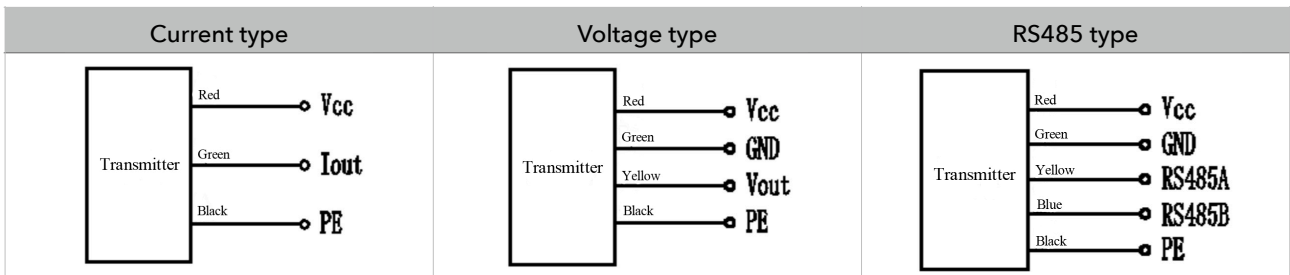 Current type
Voltage type
RS485 type
Transmitter
Red
Vcc
Green
Iout
Black
PE
Transmitter
Red
Vcc
Green
GND
Yellow
Vout
Black
PE
Transmitter
Red
Vcc
Green
GND
Yellow
RS485A
Blue
RS485B
Black
PE